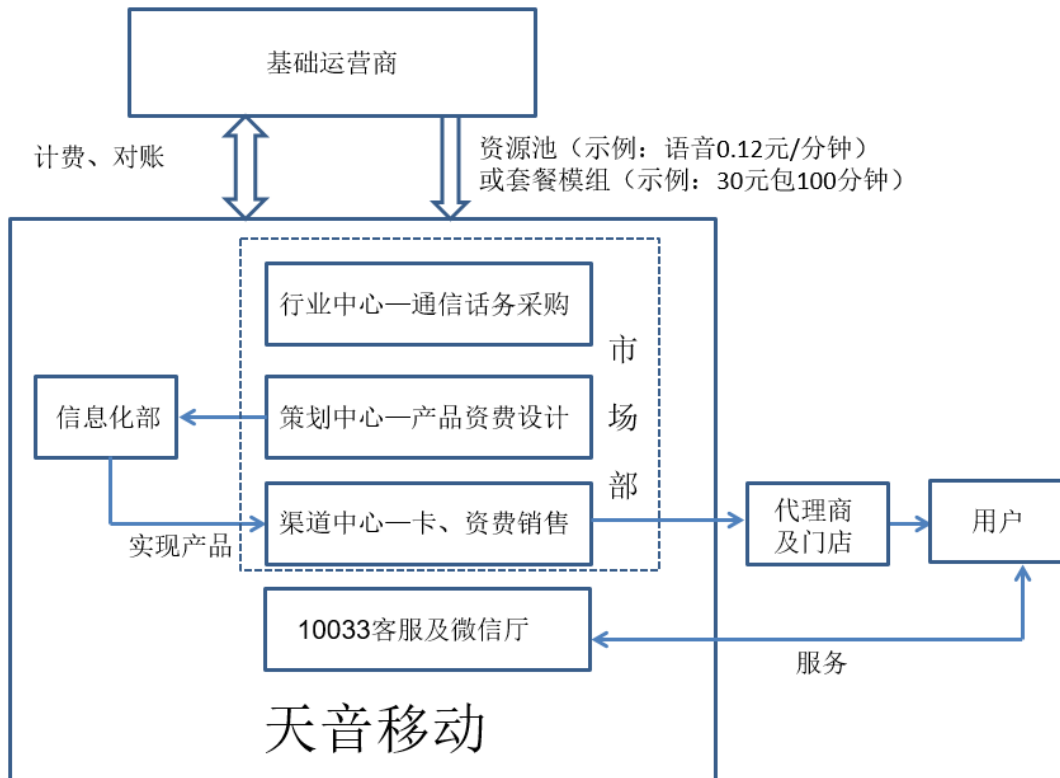 基础运营商
计费、对账
资源池（示例：语音0.12元/分钟）
或套餐模组（示例：30元包100分钟）
行业中心—通信话务采购
市
场
部
信息化部
策划中心—产品资费设计
渠道中心—卡、资费销售
实现产品
代理商
及门店
用户
10033客服及微信厅
服务
天音移动